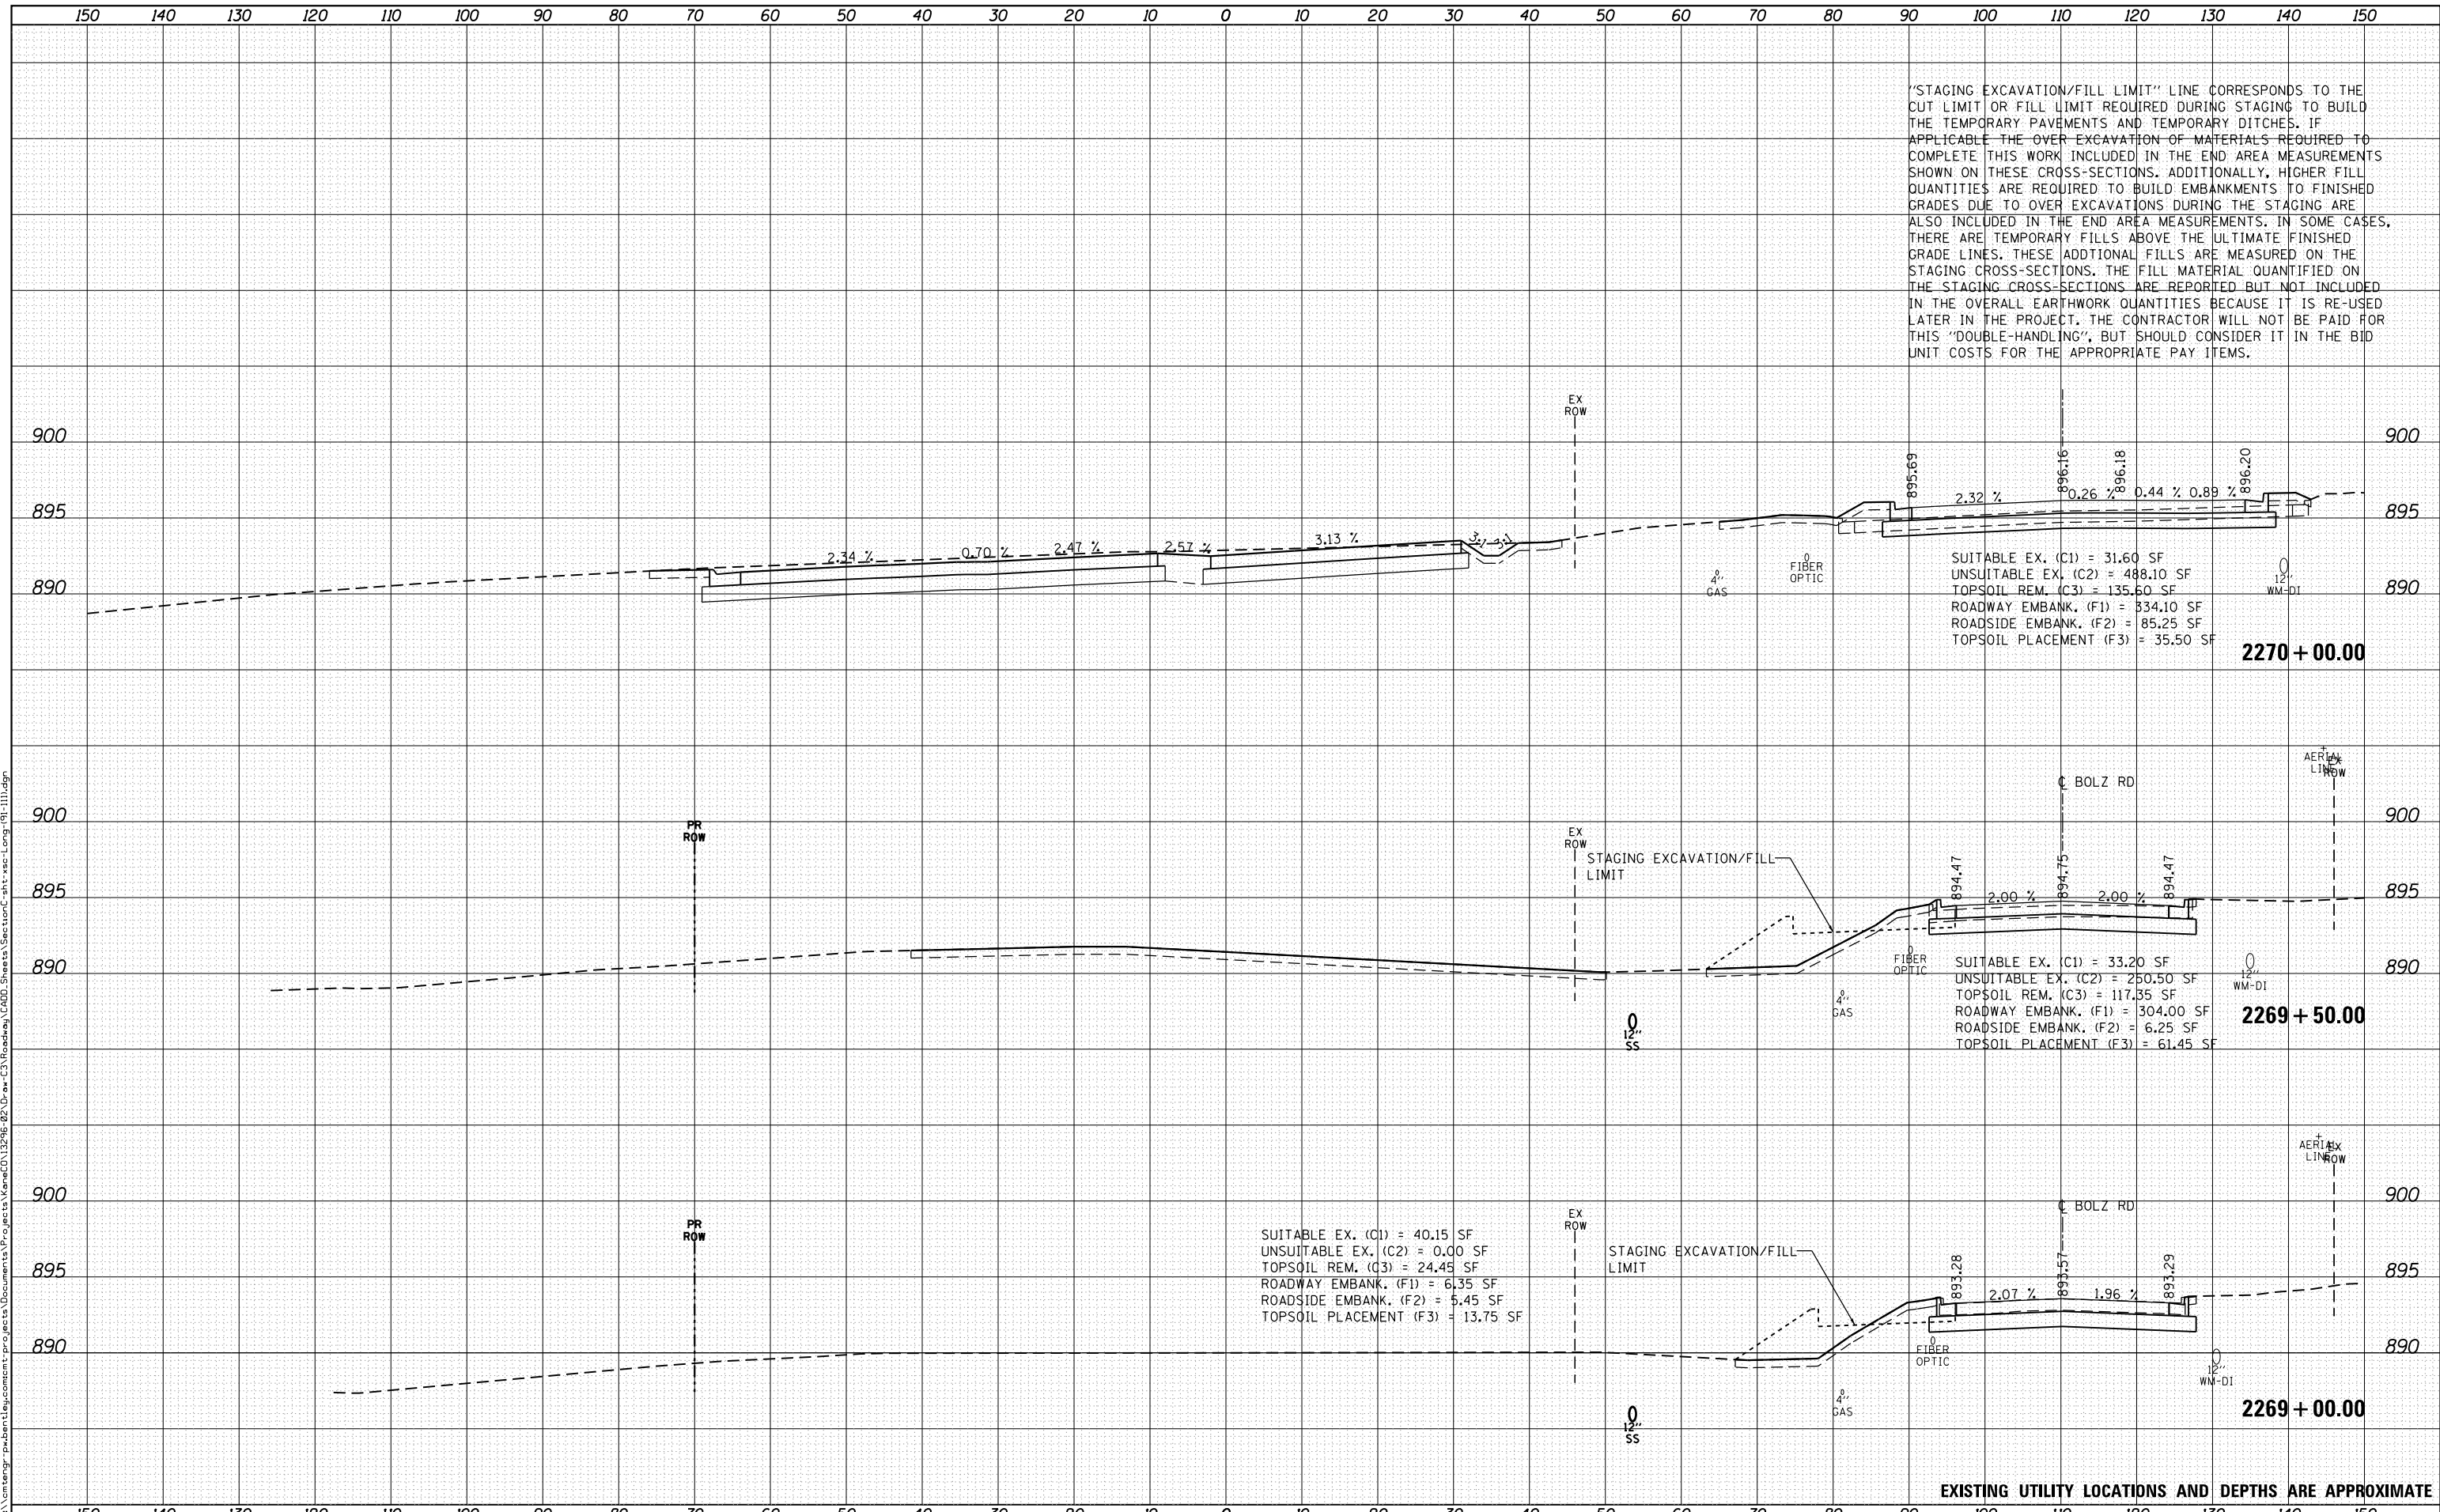 150 140 130 120 110 100 90 80 70 60 50 40 30 20 10 0 10 20 30 40 50 60 70 80 90 100 110 120 130 140 150
"STAGING EXCAVATION/FILL LIMIT" LINE CORRESPONDS TO THE
CUT LIMIT OR FILL LIMIT REQUIRED DURING STAGING TO BUILD
THE TEMPORARY PAVEMENTS AND TEMPORARY DITCHES. IF
APPLICABLE THE OVER EXCAVATION OF MATERIALS REQUIRED TO
COMPLETE THIS WORK INCLUDED IN THE END AREA MEASUREMENTS
SHOWN ON THESE CROSS-SECTIONS. ADDITIONALLY, HIGHER FILL
QUANTITIES ARE REQUIRED TO BUILD EMBANKMENTS TO FINISHED
GRADES DUE TO OVER EXCAVATIONS DURING THE STAGING ARE
ALSO INCLUDED IN THE END AREA MEASUREMENTS. IN SOME CASES,
THERE ARE TEMPORARY FILLS ABOVE THE ULTIMATE FINISHED
GRADE LINES. THESE ADDTIONAL FILLS ARE MEASURED ON THE
STAGING CROSS-SECTIONS. THE FILL MATERIAL QUANTIFIED ON
THE STAGING CROSS-SECTIONS ARE REPORTED BUT NOT INCLUDED
IN THE OVERALL EARTHWORK QUANTITIES BECAUSE IT IS RE-USED
LATER IN THE PROJECT. THE CONTRACTOR WILL NOT BE PAID FOR
THIS "DOUBLE-HANDLING", BUT SHOULD CONSIDER IT IN THE BID
UNIT COSTS FOR THE APPROPRIATE PAY ITEMS.
EX
ROW
900 900
895.69 896.16 896.18 896.20
2.32 % 0.26 % 0.44 % 0.89 %
895 895
2.34 % 0.70 % 2.47 % 2.57 % 3.13 % 3:1 3:1
890 890
4"
GAS
FIBER
OPTIC
12"
WM-DI
SUITABLE EX. (C1) = 31.60 SF
UNSUITABLE EX. (C2) = 488.10 SF
TOPSOIL REM. (C3) = 135.60 SF
ROADWAY EMBANK. (F1) = 334.10 SF
ROADSIDE EMBANK. (F2) = 85.25 SF
TOPSOIL PLACEMENT (F3) = 35.50 SF
2270+00.00
AERIAL
LINE
EX
ROW
℄ BOLZ RD
900 900
PR
ROW
EX
ROW
STAGING EXCAVATION/FILL
LIMIT
894.47 894.75 894.47
2.00 % 2.00 %
895 895
890 890
FIBER
OPTIC
4"
GAS
12"
SS
12"
WM-DI
SUITABLE EX. (C1) = 33.20 SF
UNSUITABLE EX. (C2) = 250.50 SF
TOPSOIL REM. (C3) = 117.35 SF
ROADWAY EMBANK. (F1) = 304.00 SF
ROADSIDE EMBANK. (F2) = 6.25 SF
TOPSOIL PLACEMENT (F3) = 61.45 SF
2269+50.00
AERIAL
LINE
EX
ROW
℄ BOLZ RD
900 900
PR
ROW
EX
ROW
SUITABLE EX. (C1) = 40.15 SF
UNSUITABLE EX. (C2) = 0.00 SF
TOPSOIL REM. (C3) = 24.45 SF
ROADWAY EMBANK. (F1) = 6.35 SF
ROADSIDE EMBANK. (F2) = 5.45 SF
TOPSOIL PLACEMENT (F3) = 13.75 SF
STAGING EXCAVATION/FILL
LIMIT
893.28 893.57 893.29
2.07 % 1.96 %
895 895
890 890
FIBER
OPTIC
4"
GAS
12"
SS
12"
WM-DI
2269+00.00
EXISTING UTILITY LOCATIONS AND DEPTHS ARE APPROXIMATE